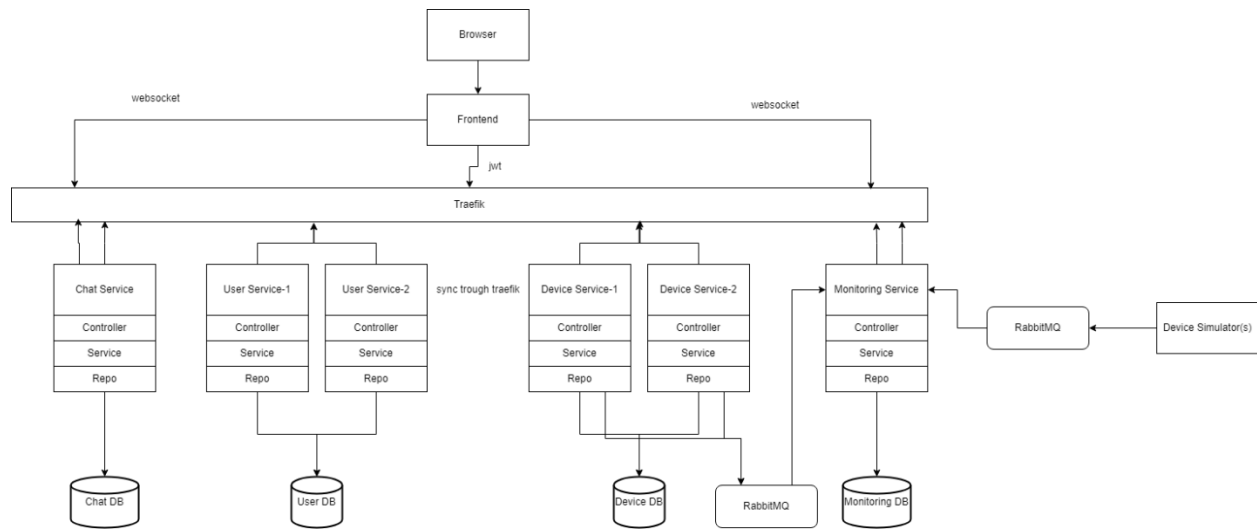 Browser
websocket
websocket
Frontend
jwt
Traefik
Chat Service
User Service-1
User Service-2
sync trough traefik
Device Service-1
Device Service-2
Monitoring Service
RabbitMQ
Device Simulator(s)
Controller
Controller
Controller
Controller
Controller
Controller
Service
Service
Service
Service
Service
Service
Repo
Repo
Repo
Repo
Repo
Repo
Chat DB
User DB
Device DB
RabbitMQ
Monitoring DB